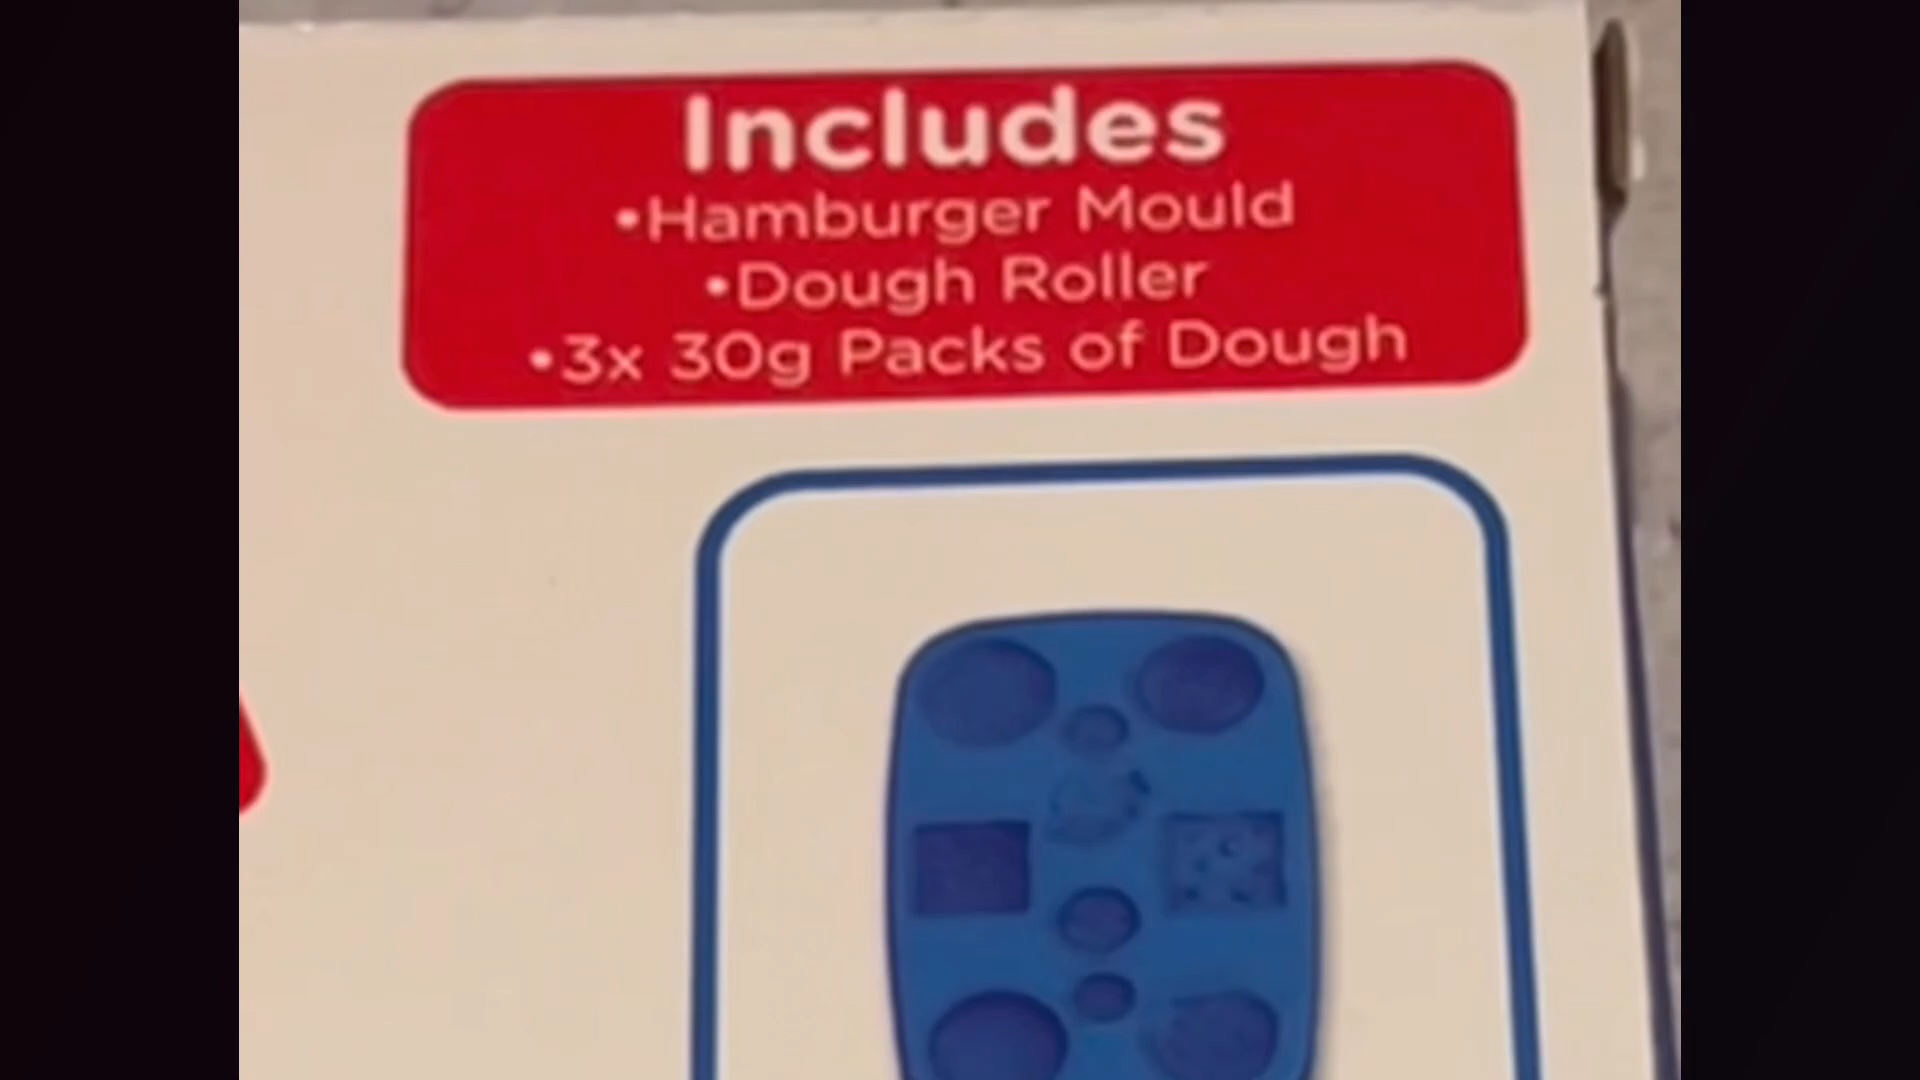 Includes
•Hamburger Mould
•Dough Roller
•3x 30g Packs of Dough